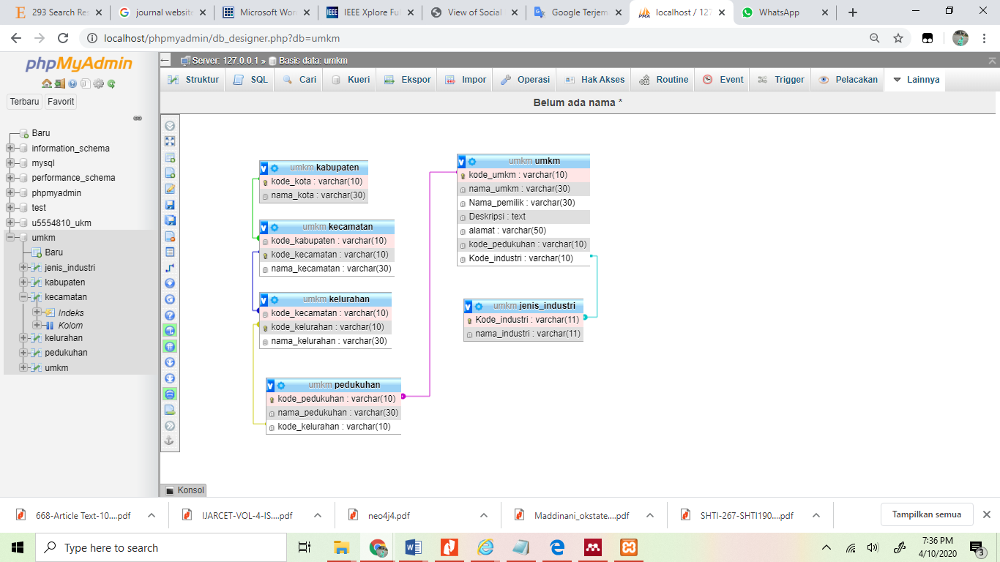 293 Search Res
journal website
Microsoft Wor
IEEE
IEEE Xplore Ful
View of Social
Google Terjem
PMA
localhost / 127
WhatsApp
localhost/phpmyadmin/db_designer.php?db=umkm
phpMyAdmin
Terbaru
Favorit
Baru
information_schema
mysql
performance_schema
phpmyadmin
test
u5554810_ukm
umkm
Baru
jenis_industri
kabupaten
kecamatan
Indeks
Kolom
kelurahan
pedukuhan
umkm
Server: 127.0.0.1 » Basis data: umkm
Struktur
SQL
Cari
Kueri
Ekspor
Impor
Operasi
Hak Akses
Routine
Event
Trigger
Pelacakan
Lainnya
Belum ada nama *
umkm kabupaten
kode_kota : varchar(10)
nama_kota : varchar(30)
umkm kecamatan
kode_kabupaten : varchar(10)
kode_kecamatan : varchar(10)
nama_kecamatan : varchar(30)
umkm kelurahan
kode_kecamatan : varchar(10)
kode_kelurahan : varchar(10)
nama_kelurahan : varchar(30)
umkm pedukuhan
kode_pedukuhan : varchar(10)
nama_pedukuhan : varchar(30)
kode_kelurahan : varchar(10)
umkm umkm
kode_umkm : varchar(10)
nama_umkm : varchar(30)
Nama_pemilik : varchar(30)
Deskripsi : text
alamat : varchar(50)
kode_pedukuhan : varchar(10)
Kode_industri : varchar(10)
umkm jenis_industri
Kode_industri : varchar(11)
nama_industri : varchar(11)
Konsol
668-Article Text-10....pdf
IJARCET-VOL-4-IS....pdf
neo4j4.pdf
Maddinani_okstate....pdf
SHTI-267-SHTI190....pdf
Tampilkan semua
Type here to search
7:36 PM
4/10/2020
3